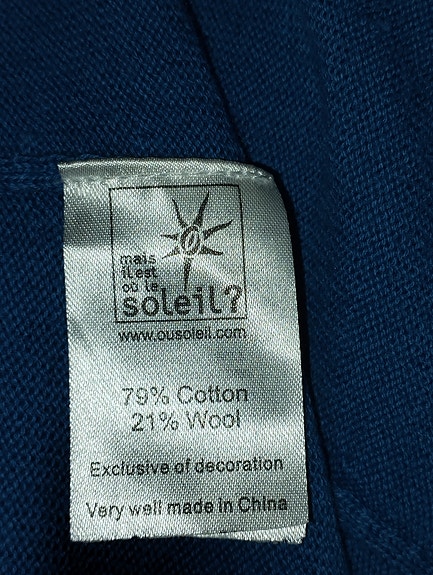 mais
il est
où le
soleil?
www.ousoleil.com
79% Cotton
21% Wool
Exclusive of decoration
Very well made in China